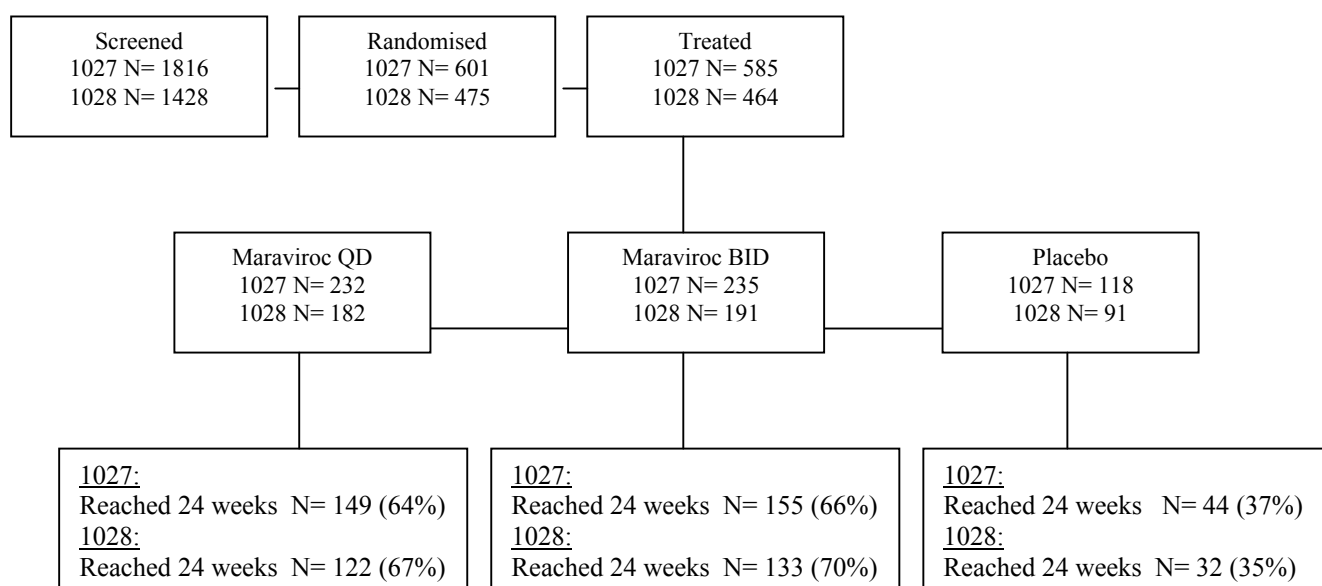 Screened
1027 N= 1816
1028 N= 1428
Randomised
1027 N= 601
1028 N= 475
Treated
1027 N= 585
1028 N= 464
Maraviroc QD
1027 N= 232
1028 N= 182
Maraviroc BID
1027 N= 235
1028 N= 191
Placebo
1027 N= 118
1028 N= 91
1027:
Reached 24 weeks N= 149 (64%)
1028:
Reached 24 weeks N= 122 (67%)
1027:
Reached 24 weeks N= 155 (66%)
1028:
Reached 24 weeks N= 133 (70%)
1027:
Reached 24 weeks N= 44 (37%)
1028:
Reached 24 weeks N= 32 (35%)